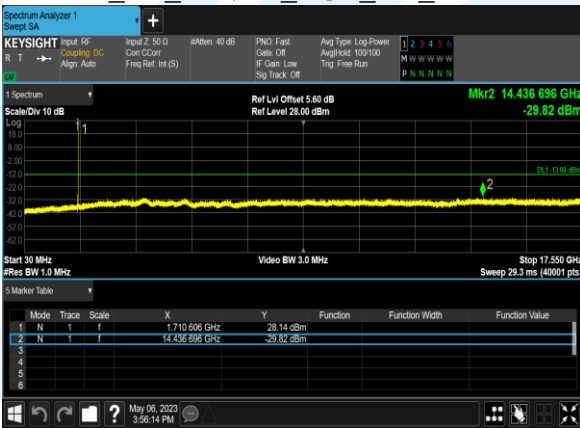 Spectrum Analyzer 1
Swept SA
+
KEYSIGHT Input: RF Input Z: 50 Ω #Atten: 40 dB PNO: Fast Avg Type: Log-Power 1 2 3 4 5 6
R T Coupling: DC Corr CCorr Gate: Off Avg|Hold: 100/100 M W W W W W
Align: Auto Freq Ref: Int (S) IF Gain: Low Trig: Free Run
Sig Track: Off P N N N N N
LV
1 Spectrum Ref Lvl Offset 5.60 dB Mkr2 14.436 696 GHz
Scale/Div 10 dB Ref Level 28.00 dBm -29.82 dBm
Log
18.0
8.00
-2.00
-12.0
-22.0
-32.0
-42.0
-52.0
-62.0
1
DL1 -13.00 dBm
2
Start 30 MHz Video BW 3.0 MHz Stop 17.550 GHz
#Res BW 1.0 MHz Sweep 29.3 ms (40001 pts)
5 Marker Table
Mode Trace Scale X Y Function Function Width Function Value
1 N 1 f 1.710 606 GHz 28.14 dBm
2 N 1 f 14.436 696 GHz -29.82 dBm
3
4
5
6
? May 06, 2023
3:56:14 PM